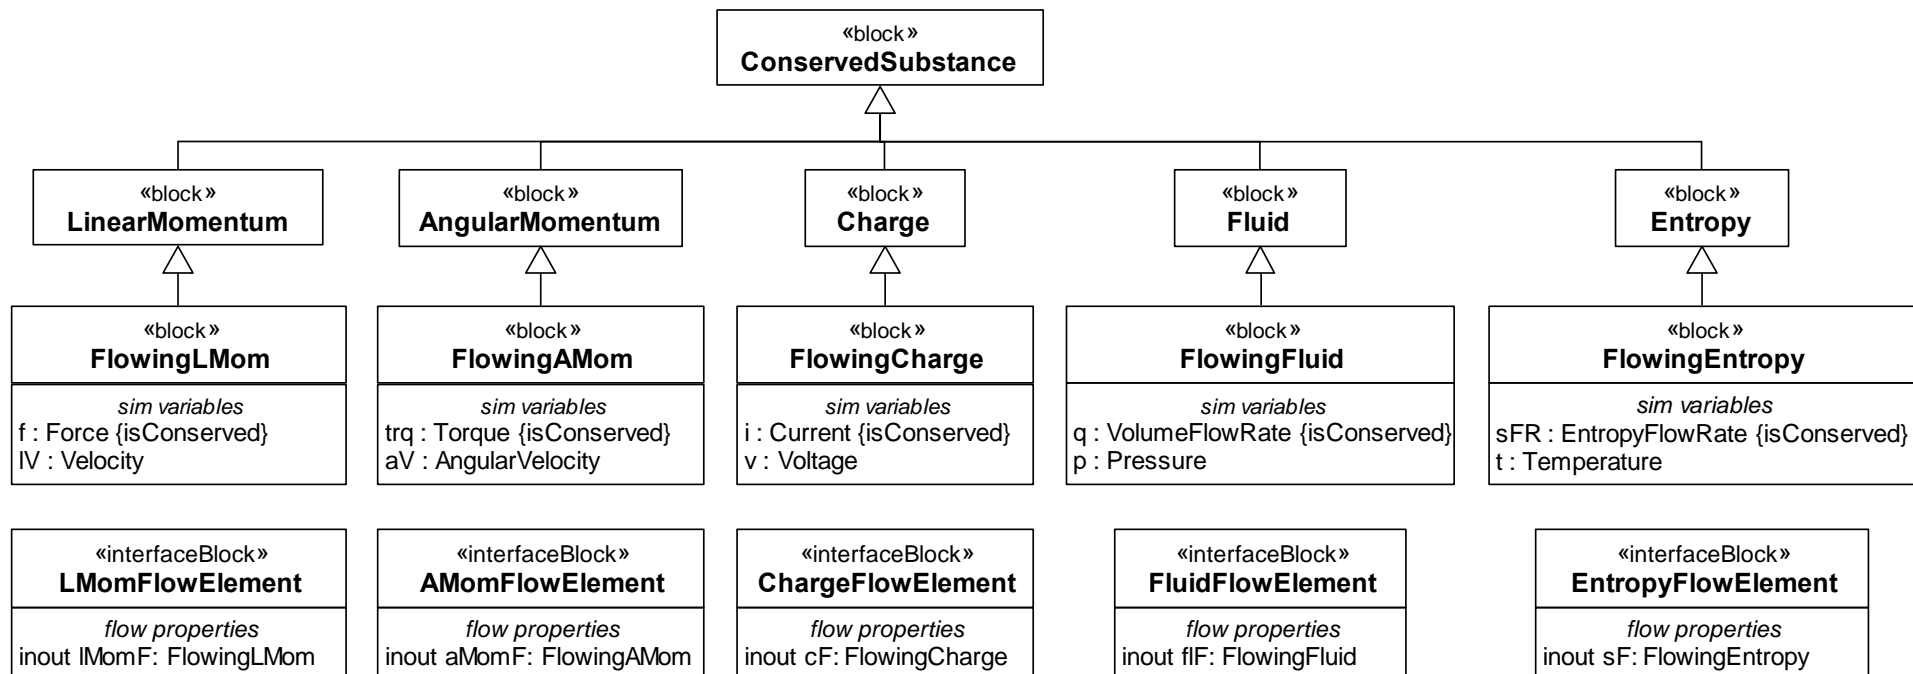 «block»
ConservedSubstance
«block»
LinearMomentum
«block»
AngularMomentum
«block»
Charge
«block»
Fluid
«block»
Entropy
«block»
FlowingLMom
sim variables
f : Force {isConserved}
lV : Velocity
«block»
FlowingAMom
sim variables
trq : Torque {isConserved}
aV : AngularVelocity
«block»
FlowingCharge
sim variables
i : Current {isConserved}
v : Voltage
«block»
FlowingFluid
sim variables
q : VolumeFlowRate {isConserved}
p : Pressure
«block»
FlowingEntropy
sim variables
sFR : EntropyFlowRate {isConserved}
t : Temperature
«interfaceBlock»
LMomFlowElement
flow properties
inout lMomF: FlowingLMom
«interfaceBlock»
AMomFlowElement
flow properties
inout aMomF: FlowingAMom
«interfaceBlock»
ChargeFlowElement
flow properties
inout cF: FlowingCharge
«interfaceBlock»
FluidFlowElement
flow properties
inout flF: FlowingFluid
«interfaceBlock»
EntropyFlowElement
flow properties
inout sF: FlowingEntropy